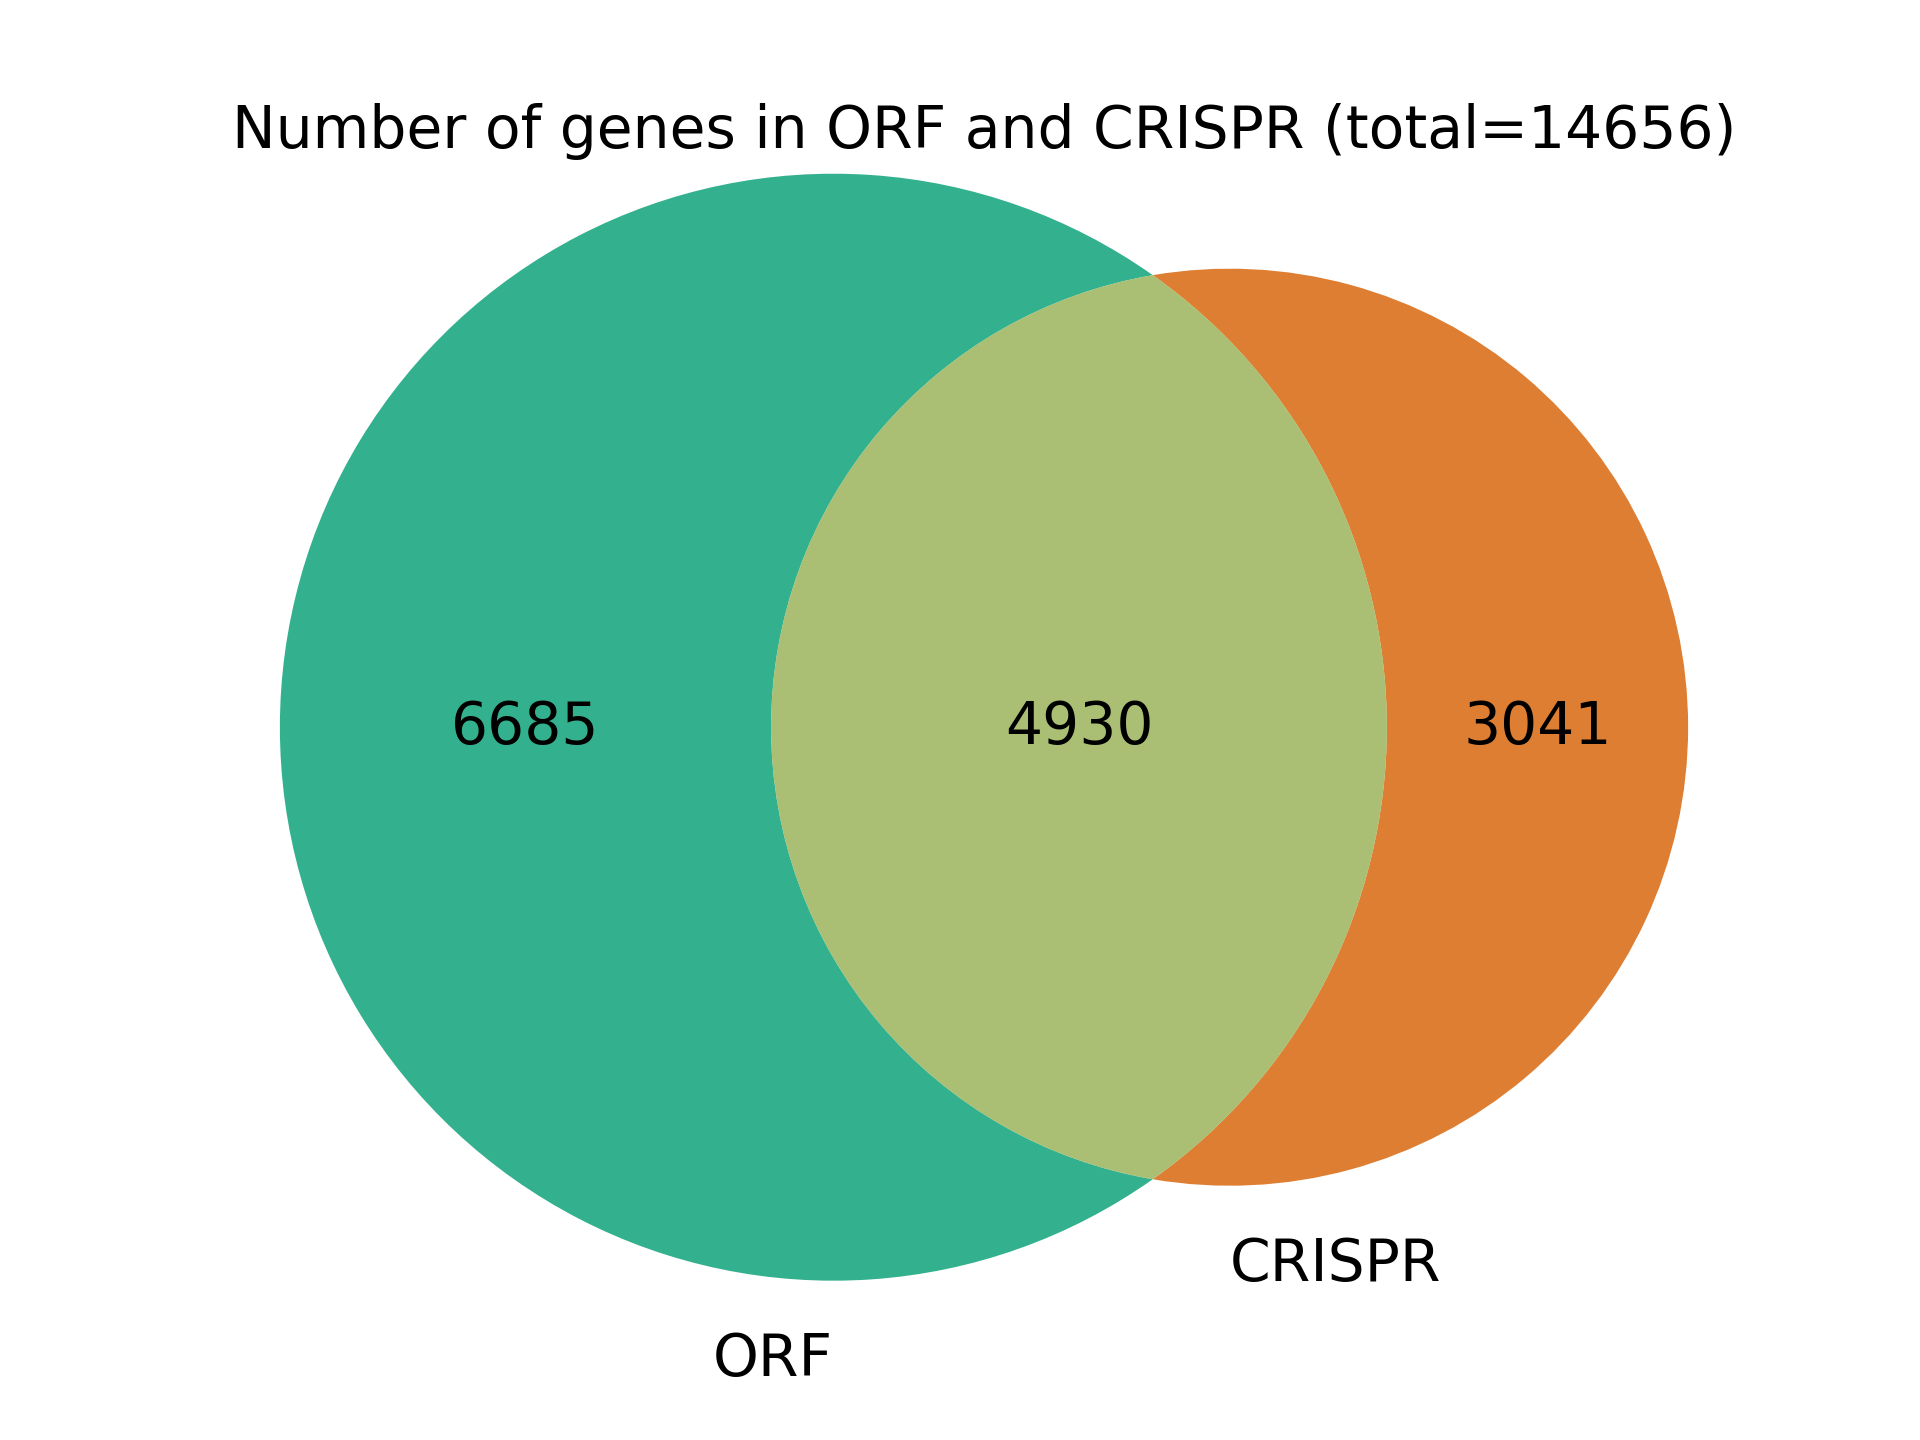 Number of genes in ORF and CRISPR (total=14656)
6685
4930
3041
CRISPR
ORF